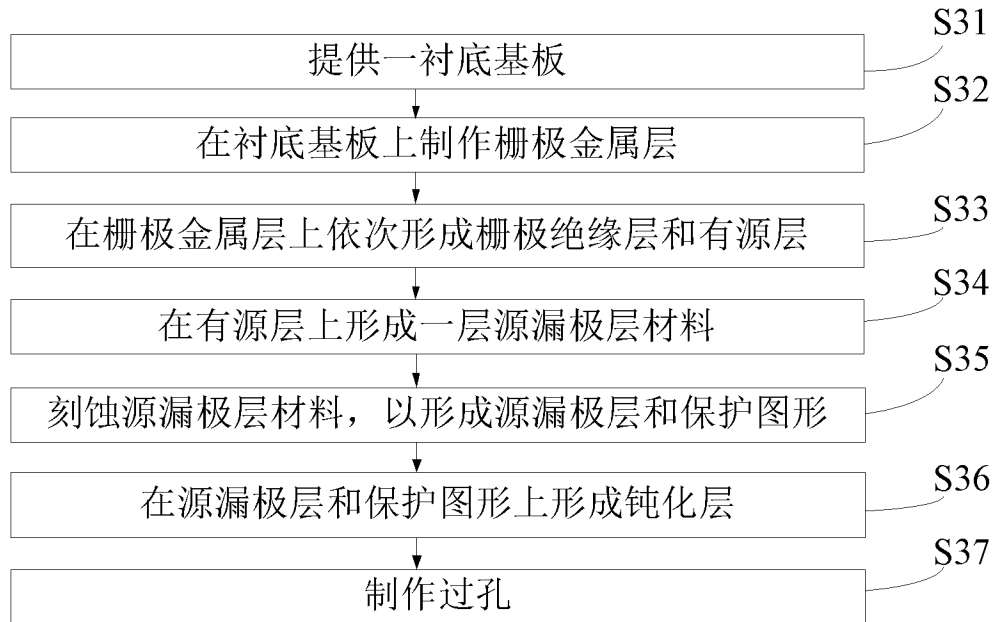 S31
提供一衬底基板
S32
在衬底基板上制作栅极金属层
S33
在栅极金属层上依次形成栅极绝缘层和有源层
S34
在有源层上形成一层源漏极层材料
S35
刻蚀源漏极层材料，以形成源漏极层和保护图形
S36
在源漏极层和保护图形上形成钝化层
S37
制作过孔